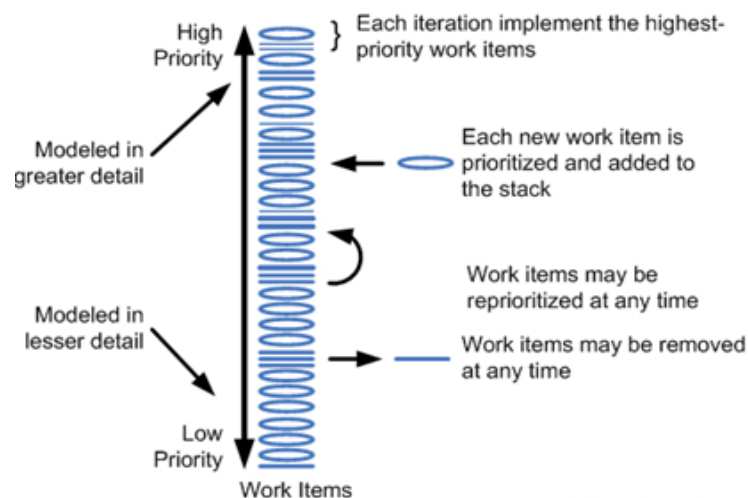 High
Priority
Each iteration implement the highest-
priority work items
Modeled in
greater detail
Each new work item is
prioritized and added to
the stack
Work items may be
reprioritized at any time
Modeled in
lesser detail
Work items may be removed
at any time
Low
Priority
Work Items